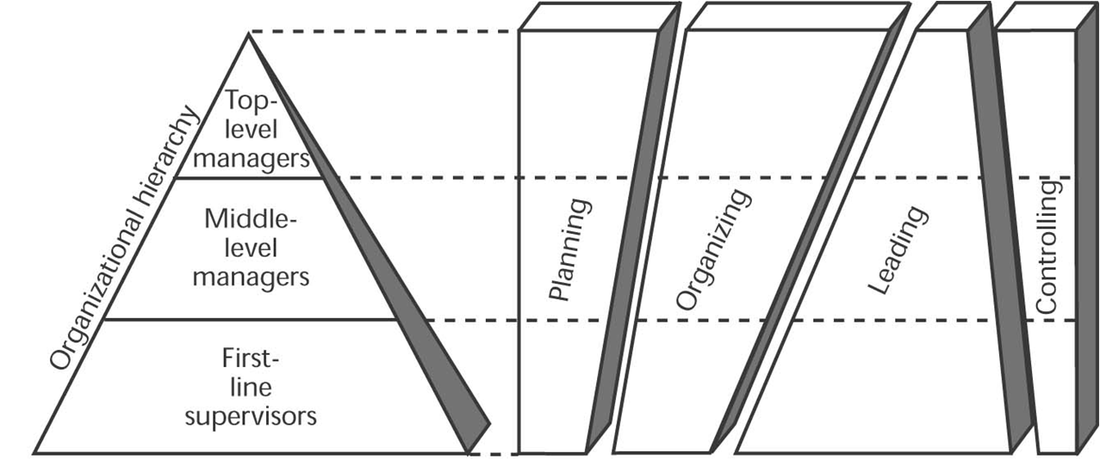 Organizational hierarchy
Top-
level
managers
Middle-
level
managers
First-
line
supervisors
Planning
Organizing
Leading
Controlling